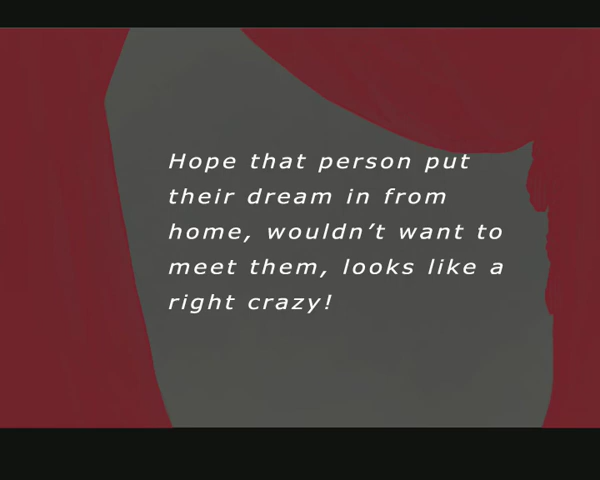 Hope that person put
their dream in from
home, wouldn’t want to
meet them, looks like a
right crazy!